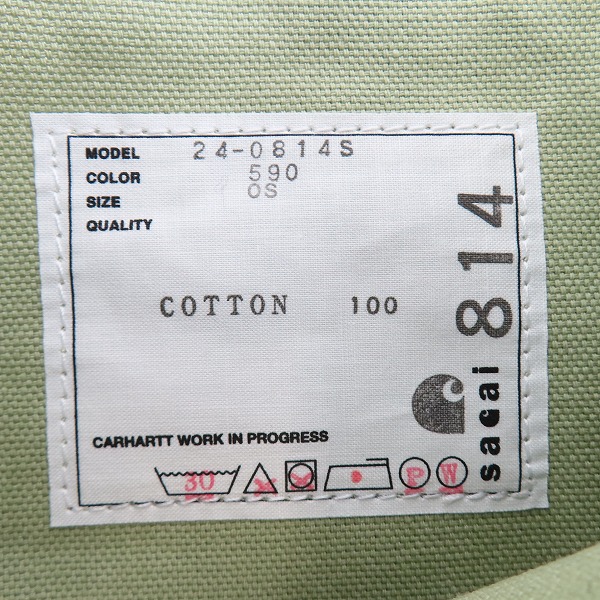 MODEL 24-0814S
COLOR 590
SIZE OS
QUALITY
COTTON 100
CARHARTT WORK IN PROGRESS
30 P W
sacai
814